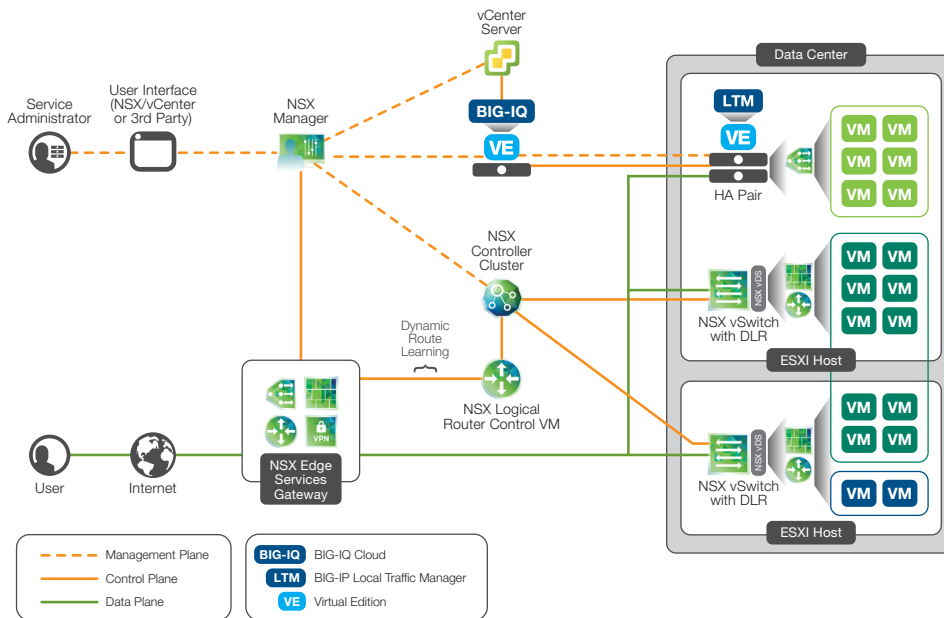 vCenter
Server
Data Center
Service
Administrator
User Interface
(NSX/vCenter
or 3rd Party)
NSX
Manager
BIG-IQ
VE
LTM
VE
HA Pair
VM VM
VM VM
VM VM
NSX
Controller
Cluster
NSX vDS
NSX vSwitch
with DLR
VM VM
VM VM
VM VM
ESXI Host
Dynamic
Route
Learning
NSX Logical
Router Control VM
VPN
NSX Edge
Services
Gateway
User
Internet
NSX vDS
NSX vSwitch
with DLR
VM VM
VM VM
VM VM
ESXI Host
Management Plane
Control Plane
Data Plane
BIG-IQ BIG-IQ Cloud
LTM BIG-IP Local Traffic Manager
VE Virtual Edition